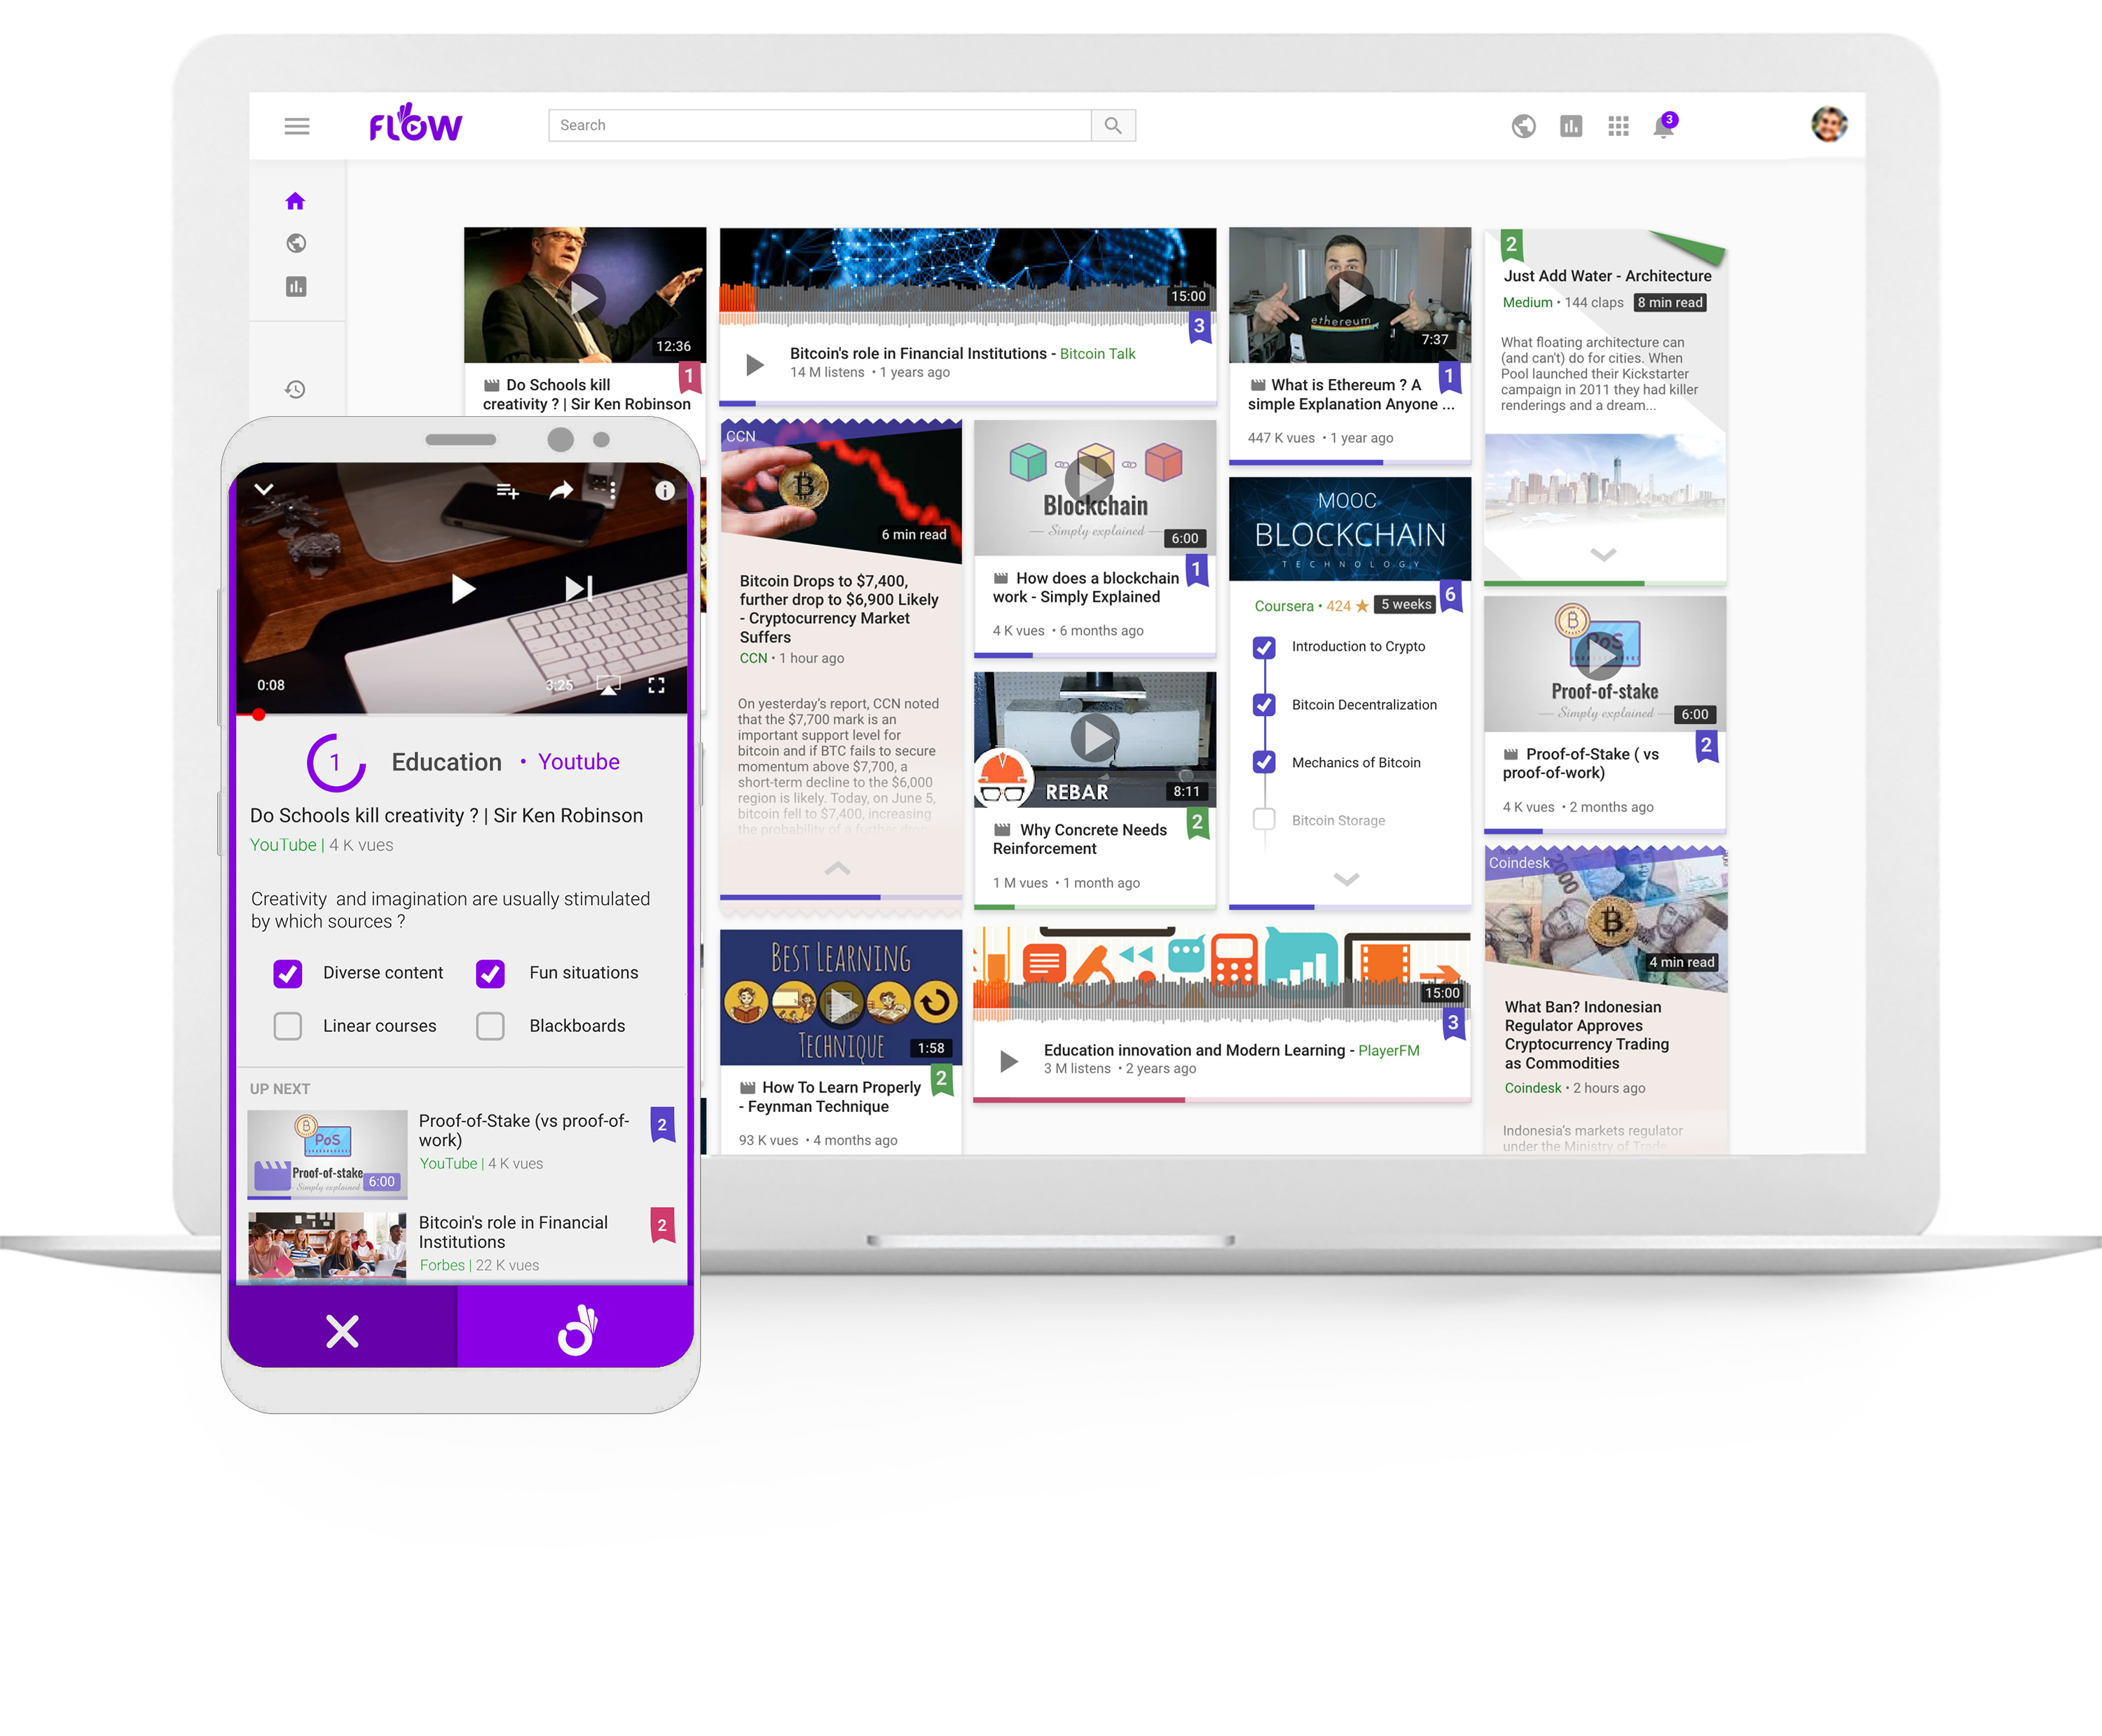 FLOW
Search
3
12:36
1
Do Schools kill
creativity ? | Sir Ken Robinson
15:00
3
Bitcoin's role in Financial Institutions - Bitcoin Talk
14 M listens • 1 years ago
ethereum
7:37
1
What is Ethereum ? A
simple Explanation Anyone ...
447 K vues • 1 year ago
2
Just Add Water - Architecture
Medium • 144 claps 8 min read
What floating architecture can
(and can't) do for cities. When
Pool launched their Kickstarter
campaign in 2011 they had killer
renderings and a dream...
CCN
6 min read
Bitcoin Drops to $7,400,
further drop to $6,900 Likely
- Cryptocurrency Market
Suffers
CCN • 1 hour ago
On yesterday's report, CCN noted
that the $7,700 mark is an
important support level for
bitcoin and if BTC fails to secure
momentum above $7,700, a
short-term decline to the $6,000
region is likely. Today, on June 5,
bitcoin fell to $7,400, increasing
the probability of a further drop
Blockchain
Simply explained
6:00
1
How does a blockchain
work - Simply Explained
4 K vues • 6 months ago
MOOC
BLOCKCHAIN
TECHNOLOGY
6
Coursera • 424 ★ 5 weeks
Introduction to Crypto
Bitcoin Decentralization
Mechanics of Bitcoin
Bitcoin Storage
PoS
Proof-of-stake
Simply explained
6:00
2
Proof-of-Stake ( vs
proof-of-work)
4 K vues • 2 months ago
REBAR
8:11
2
Why Concrete Needs
Reinforcement
1 M vues • 1 month ago
BEST LEARNING
TECHNIQUE
1:58
2
How To Learn Properly
- Feynman Technique
93 K vues • 4 months ago
15:00
3
Education innovation and Modern Learning - PlayerFM
3 M listens • 2 years ago
Coindesk
4 min read
What Ban? Indonesian
Regulator Approves
Cryptocurrency Trading
as Commodities
Coindesk • 2 hours ago
Indonesia's markets regulator
under the Ministry of Trade
0:08
3:25
1 Education • Youtube
Do Schools kill creativity ? | Sir Ken Robinson
YouTube | 4 K vues
Creativity and imagination are usually stimulated
by which sources ?
Diverse content
Fun situations
Linear courses
Blackboards
UP NEXT
PoS
Proof-of-stake
Simply explained
6:00
Proof-of-Stake (vs proof-of-
work)
YouTube | 4 K vues
2
Bitcoin's role in Financial
Institutions
Forbes | 22 K vues
2